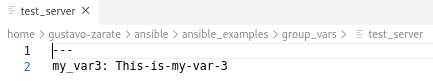 test_server ×
home > gustavo-zarate > ansible > ansible_examples > group_vars > test_server
1 ---
2 my_var3: This-is-my-var-3